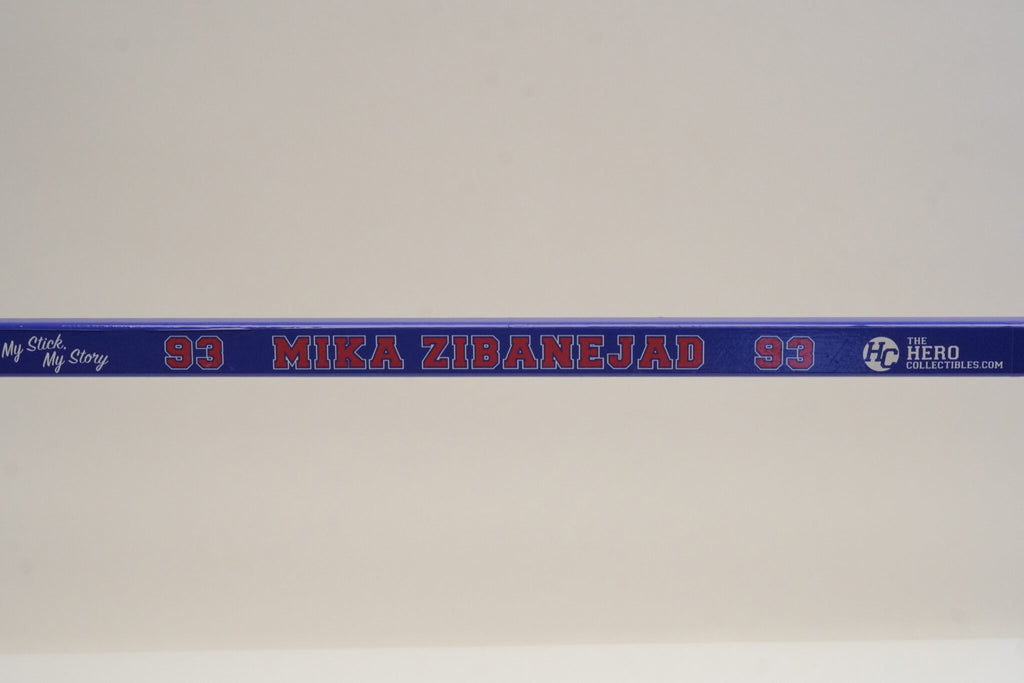 My Stick,
My Story
93 MIKA ZIBANEJAD 93
HC
THE
HERO
COLLECTIBLES.COM